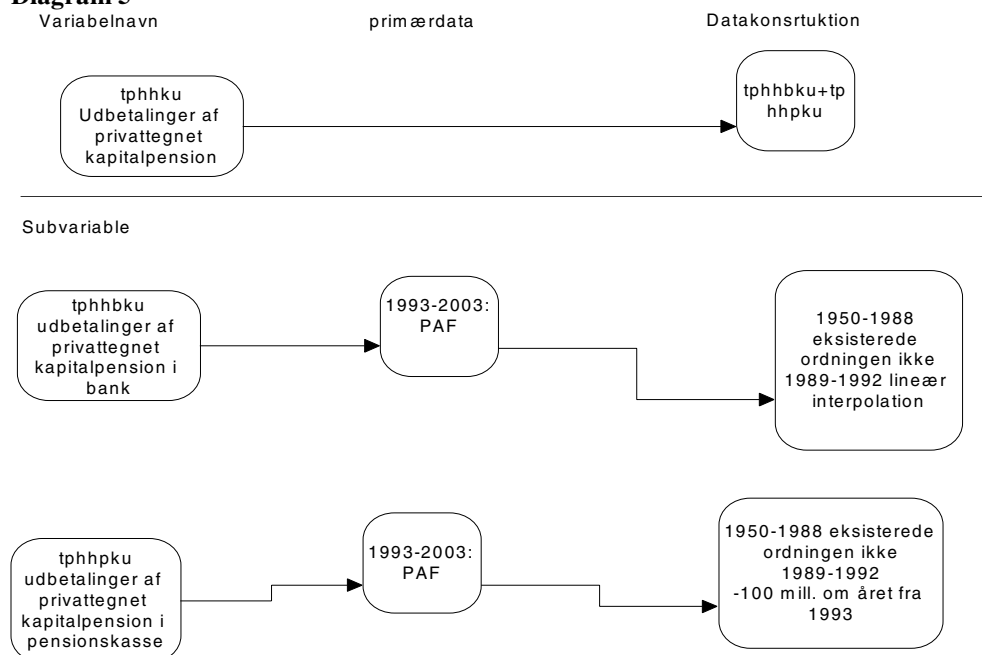 Diagram 5
Variabelnavn
primærdata
Datakonsrtuktion
tphhku
Udbetalinger af
privattegnet
kapitalpension
tphhbku+tp
hhpku
Subvariable
tphhbku
udbetalinger af
privattegnet
kapitalpension i
bank
1993-2003:
PAF
1950-1988
eksisterede
ordningen ikke
1989-1992 lineær
interpolation
tphhpku
udbetalinger af
privattegnet
kapitalpension i
pensionskasse
1993-2003:
PAF
1950-1988 eksisterede
ordningen ikke
1989-1992
-100 mill. om året fra
1993